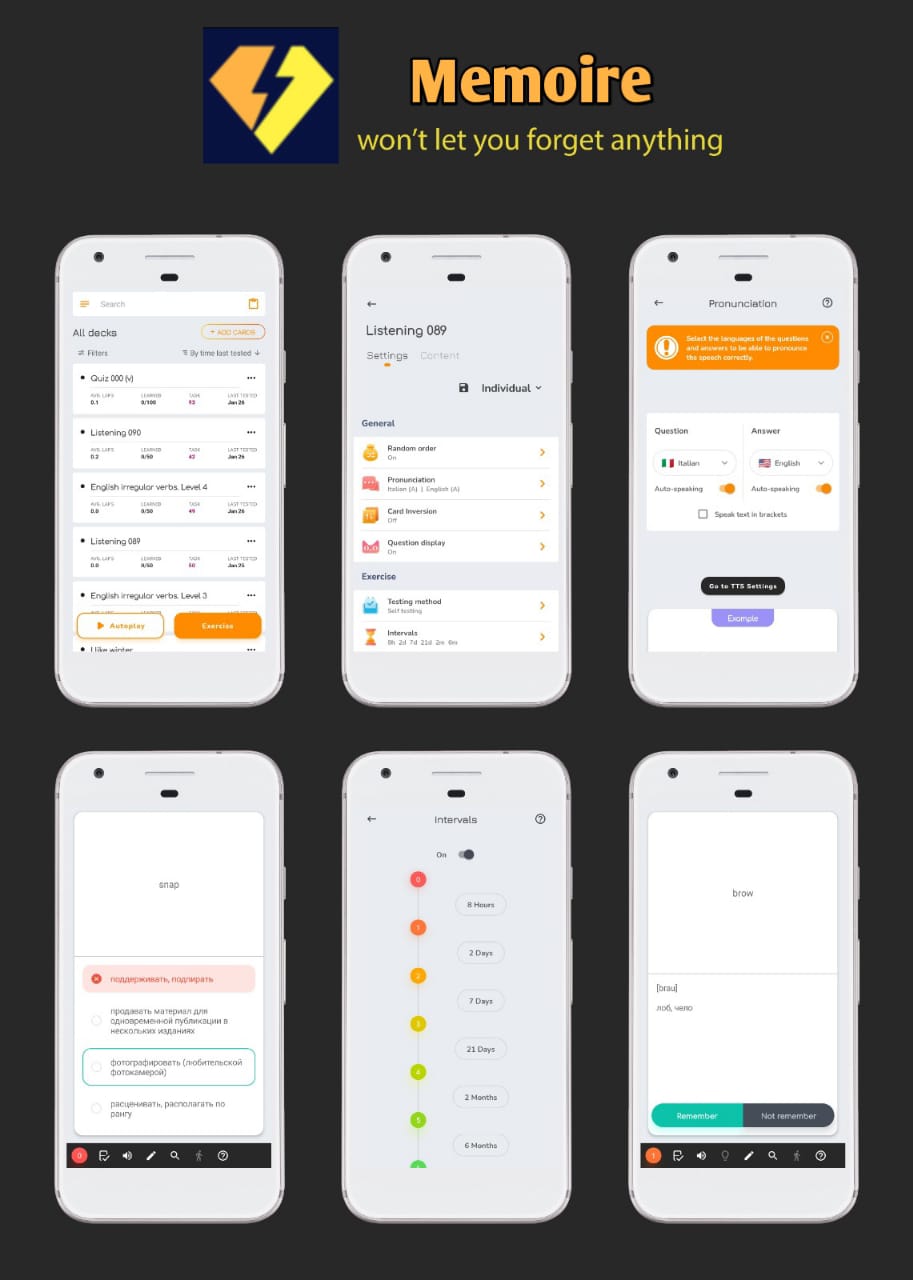 Memoire
won't let you forget anything
Search
All decks
+ ADD CARDS
Filters
By time last tested ↓
Quiz 000 (v)
AVG. LAPS LEARNED TASK LAST TESTED
0.1 0/100 93 Jan 26
Listening 090
AVG. LAPS LEARNED TASK LAST TESTED
0.2 0/50 42 Jan 26
English irregular verbs. Level 4
AVG. LAPS LEARNED TASK LAST TESTED
0.0 0/50 49 Jan 26
Listening 089
AVG. LAPS LEARNED TASK LAST TESTED
0.0 0/50 50 Jan 25
English irregular verbs. Level 3
Autoplay
Exercise
I like winter
Listening 089
Settings Content
Individual
General
Random order
On
Pronunciation
Italian (A) | English (A)
Card Inversion
Off
Question display
On
Exercise
Testing method
Self testing
Intervals
8h 2d 7d 21d 2m 6m
Pronunciation
Select the languages of the questions
and answers to be able to pronounce
the speech correctly.
Question Answer
Italian English
Auto-speaking Auto-speaking
Speak text in brackets
Go to TTS Settings
Example
snap
поддерживать, подпирать
продавать материал для
одновременной публикации в
нескольких изданиях
фотографировать (любительской
фотокамерой)
расценивать, располагать по
рангу
0
Intervals
On
0
8 Hours
1
2 Days
2
7 Days
3
21 Days
4
2 Months
5
6 Months
brow
[brau]
лоб, чело
Remember
Not remember
1